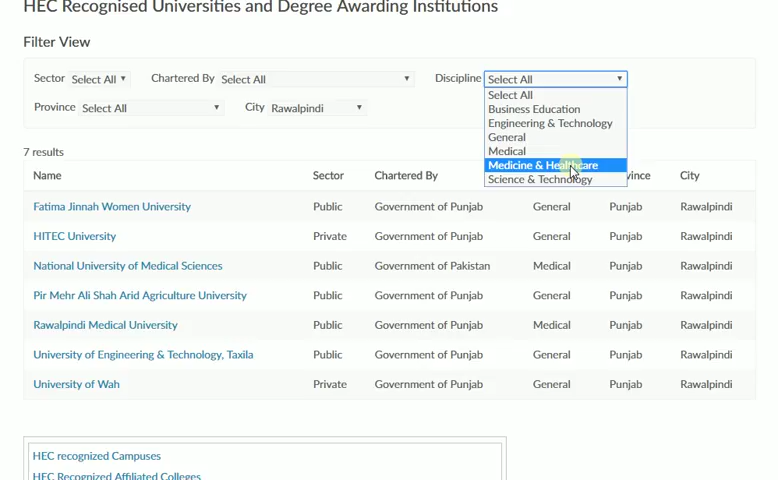 HEC Recognised Universities and Degree Awarding Institutions
Filter View
Sector Select All Chartered By Select All Discipline Select All
Select All
Business Education
Engineering & Technology
General
Medical
Medicine & Healthcare
Science & Technology
Province Select All City Rawalpindi
7 results
Name Sector Chartered By City
Fatima Jinnah Women University Public Government of Punjab General Punjab Rawalpindi
HITEC University Private Government of Punjab General Punjab Rawalpindi
National University of Medical Sciences Public Government of Pakistan Medical Punjab Rawalpindi
Pir Mehr Ali Shah Arid Agriculture University Public Government of Punjab General Punjab Rawalpindi
Rawalpindi Medical University Public Government of Punjab Medical Punjab Rawalpindi
University of Engineering & Technology, Taxila Public Government of Punjab General Punjab Rawalpindi
University of Wah Private Government of Punjab General Punjab Rawalpindi
HEC recognized Campuses
HEC Recognized Affiliated Colleges